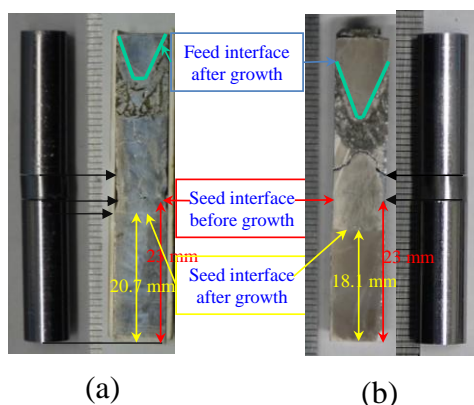 Feed interface
after growth
Seed interface
before growth
mm
23 mm
20.7 mm
18.1 mm
Seed interface
after growth
(a)
(b)